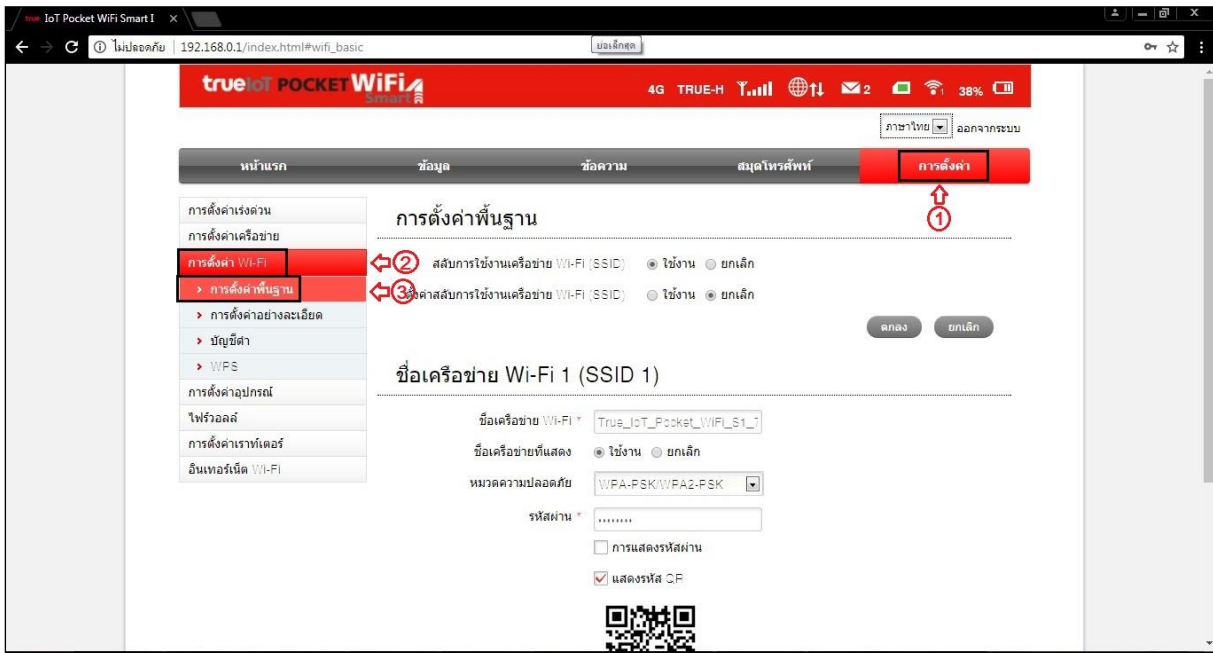 true IoT Pocket WiFi Smart I
ไม่ปลอดภัย 192.168.0.1/index.html#wifi_basic
ย่อเล็กสุด
trueIoT POCKET WiFi
Smart
4G TRUE-H 2 1 38%
ภาษาไทย ออกจากระบบ
หน้าแรก ข้อมูล ข้อความ สมุดโทรศัพท์ การตั้งค่า
1
การตั้งค่าเร่งด่วน
การตั้งค่าเครือข่าย
การตั้งค่า Wi-Fi
2
การตั้งค่าพื้นฐาน
3
การตั้งค่าอย่างละเอียด
บัญชีดำ
WPS
การตั้งค่าอุปกรณ์
ไฟร์วอลล์
การตั้งค่าเราท์เตอร์
อินเทอร์เน็ต Wi-Fi
การตั้งค่าพื้นฐาน
สลับการใช้งานเครือข่าย Wi-Fi (SSID) ใช้งาน ยกเลิก
ตั้งค่าสลับการใช้งานเครือข่าย Wi-Fi (SSID) ใช้งาน ยกเลิก
ตกลง ยกเลิก
ชื่อเครือข่าย Wi-Fi 1 (SSID 1)
ชื่อเครือข่าย Wi-Fi * True_IoT_Pocket_WiFi_S1_7
ชื่อเครือข่ายที่แสดง ใช้งาน ยกเลิก
หมวดความปลอดภัย WPA-PSK/WPA2-PSK
รหัสผ่าน * ........
การแสดงรหัสผ่าน
แสดงรหัส QR